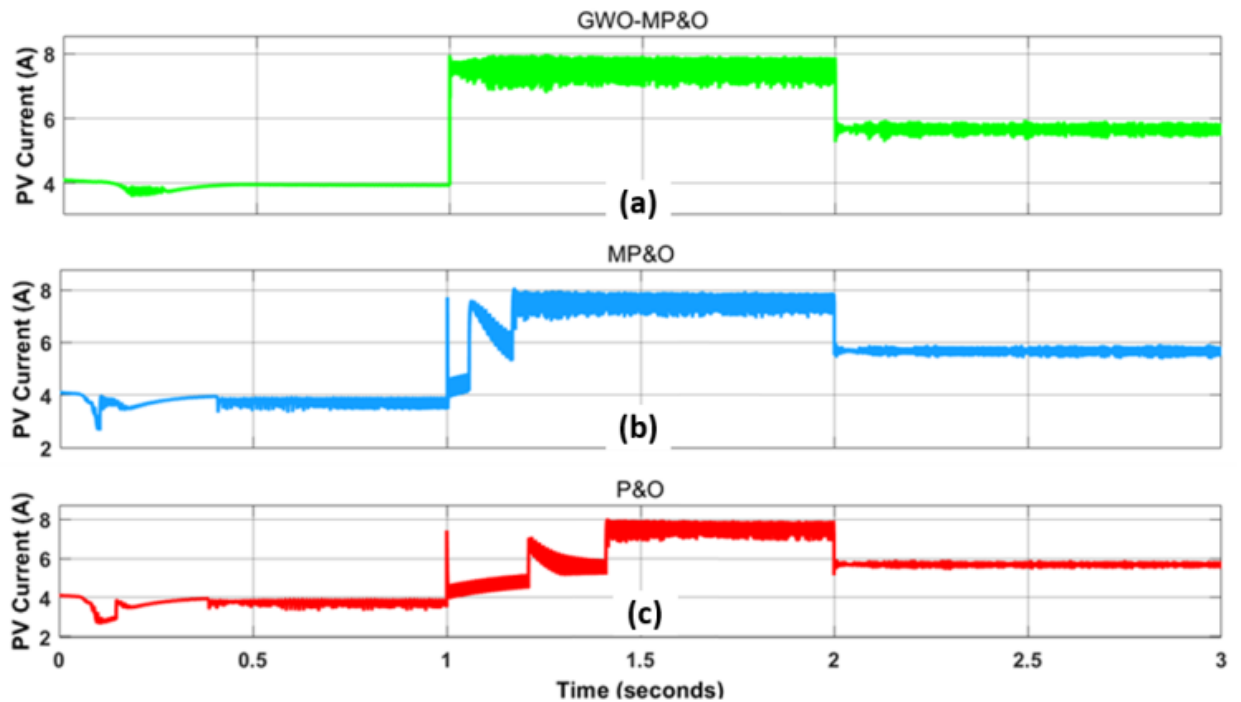 GWO-MP&O
PV Current (A)
8
6
4
(a)
MP&O
PV Current (A)
8
6
4
2
(b)
P&O
PV Current (A)
8
6
4
2
(c)
0 0.5 1 1.5 2 2.5 3
Time (seconds)